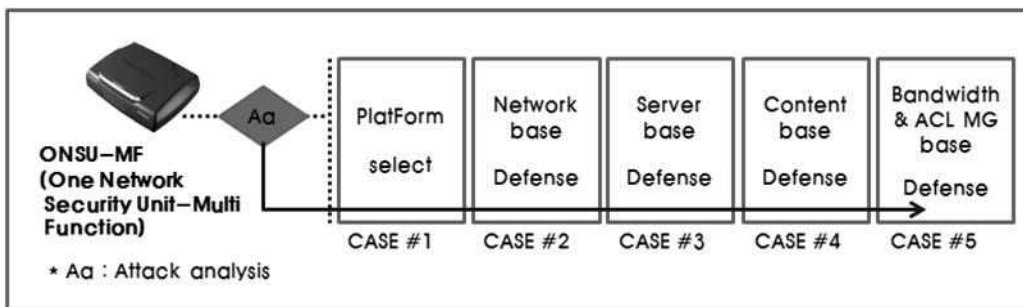 Aa
PlatForm
select
Network
base
Defense
Server
base
Defense
Content
base
Defense
Bandwidth
& ACL MG
base
Defense
ONSU-MF
(One Network
Security Unit-Multi
Function)
CASE #1
CASE #2
CASE #3
CASE #4
CASE #5
* Aa : Attack analysis